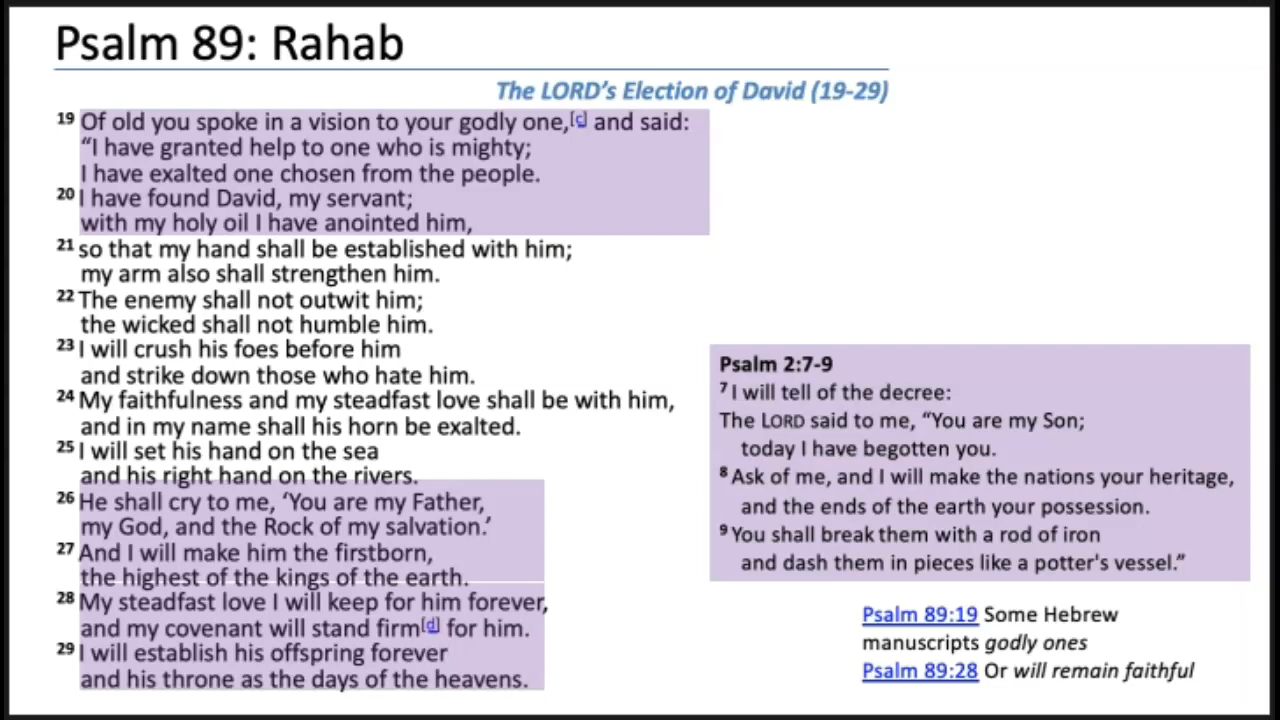 Psalm 89: Rahab
The LORD's Election of David (19-29)
19 Of old you spoke in a vision to your godly one,[c] and said:
“I have granted help to one who is mighty;
I have exalted one chosen from the people.
20 I have found David, my servant;
with my holy oil I have anointed him,
21 so that my hand shall be established with him;
my arm also shall strengthen him.
22 The enemy shall not outwit him;
the wicked shall not humble him.
23 I will crush his foes before him
and strike down those who hate him.
24 My faithfulness and my steadfast love shall be with him,
and in my name shall his horn be exalted.
25 I will set his hand on the sea
and his right hand on the rivers.
26 He shall cry to me, ‘You are my Father,
my God, and the Rock of my salvation.’
27 And I will make him the firstborn,
the highest of the kings of the earth.
28 My steadfast love I will keep for him forever,
and my covenant will stand firm[d] for him.
29 I will establish his offspring forever
and his throne as the days of the heavens.
Psalm 2:7-9
7 I will tell of the decree:
The LORD said to me, “You are my Son;
today I have begotten you.
8 Ask of me, and I will make the nations your heritage,
and the ends of the earth your possession.
9 You shall break them with a rod of iron
and dash them in pieces like a potter's vessel.”
Psalm 89:19 Some Hebrew
manuscripts godly ones
Psalm 89:28 Or will remain faithful